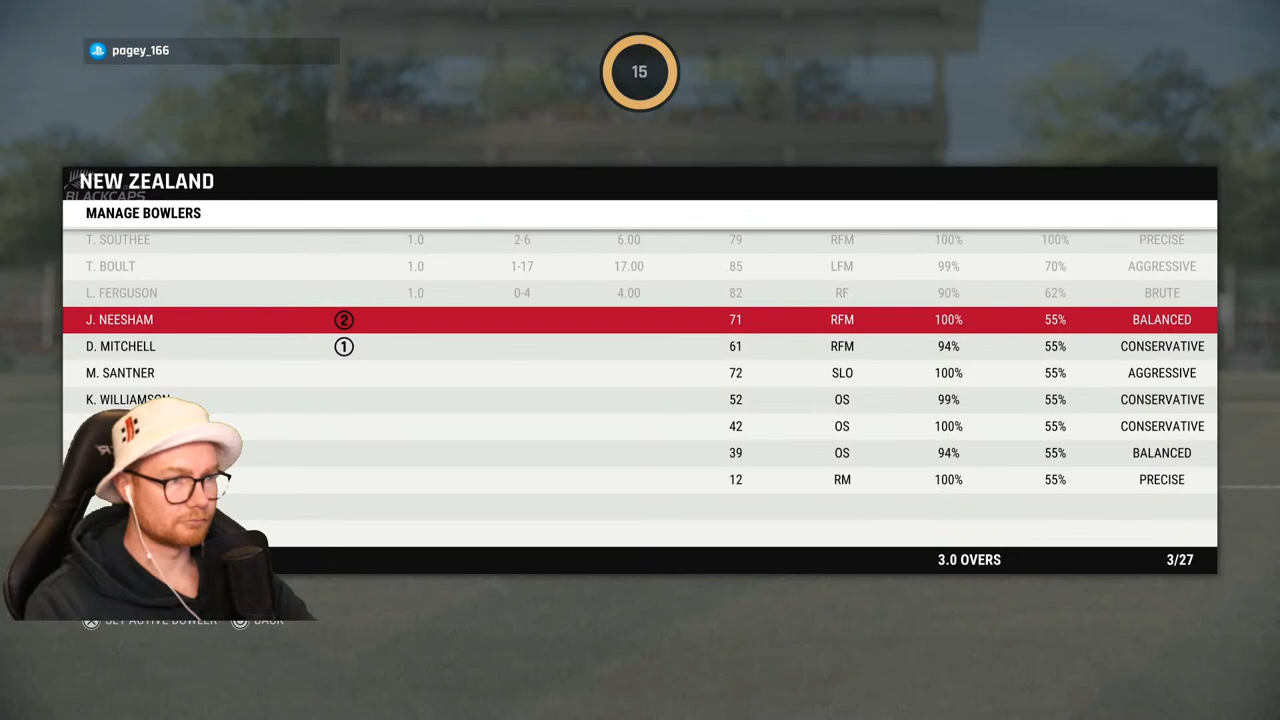 pagey_166
15
NEW ZEALAND
BLACKCAPS
MANAGE BOWLERS
T. SOUTHEE 1.0 2-6 6.00 79 RFM 100% 100% PRECISE
T. BOULT 1.0 1-17 17.00 85 LFM 99% 70% AGGRESSIVE
L. FERGUSON 1.0 0-4 4.00 82 RF 90% 62% BRUTE
J. NEESHAM 2 71 RFM 100% 55% BALANCED
D. MITCHELL 1 61 RFM 94% 55% CONSERVATIVE
M. SANTNER 72 SLO 100% 55% AGGRESSIVE
K. WILLIAMSON 52 OS 99% 55% CONSERVATIVE
42 OS 100% 55% CONSERVATIVE
39 OS 94% 55% BALANCED
12 RM 100% 55% PRECISE
3.0 OVERS 3/27
SET ACTIVE BOWLER BACK